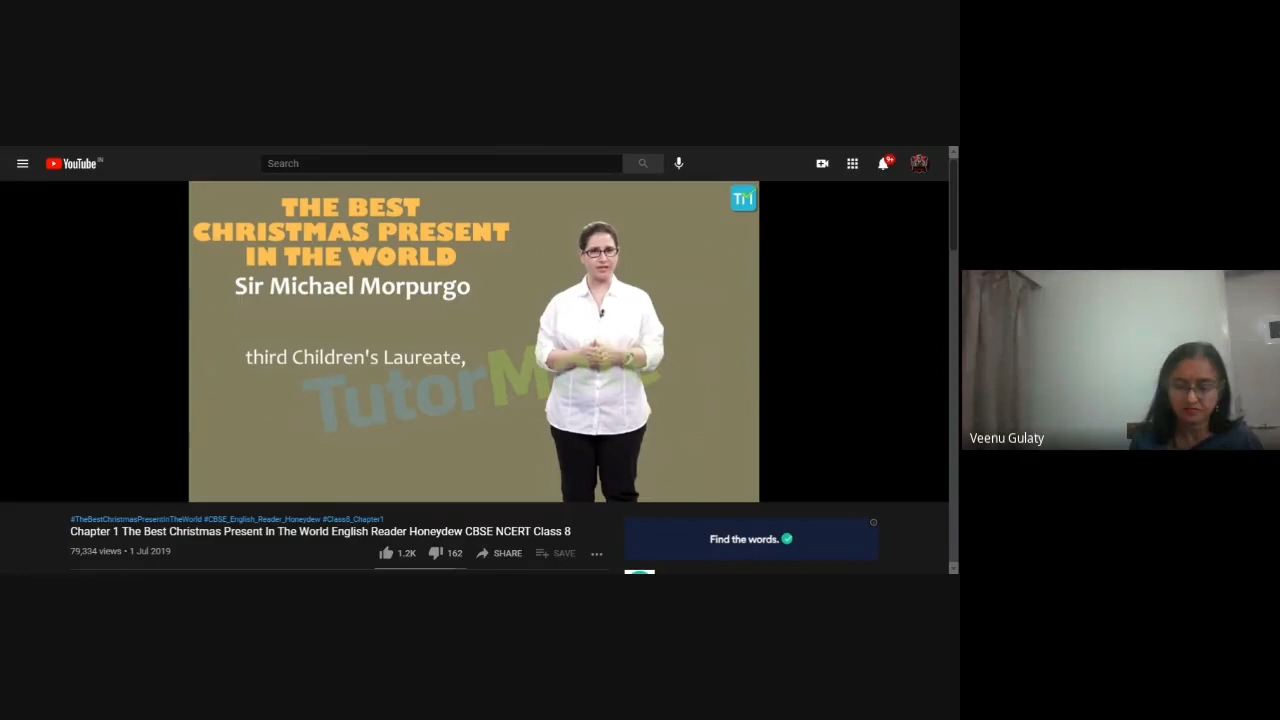 YouTube IN
Search
9+
THE BEST
CHRISTMAS PRESENT
IN THE WORLD
Sir Michael Morpurgo
third Children's Laureate,
TM
#TheBestChristmasPresentInTheWorld #CBSE_English_Reader_Honeydew #Class8_Chapter1
Chapter 1 The Best Christmas Present In The World English Reader Honeydew CBSE NCERT Class 8
79,334 views • 1 Jul 2019
1.2K
162
SHARE
SAVE
Find the words.
Veenu Gulaty